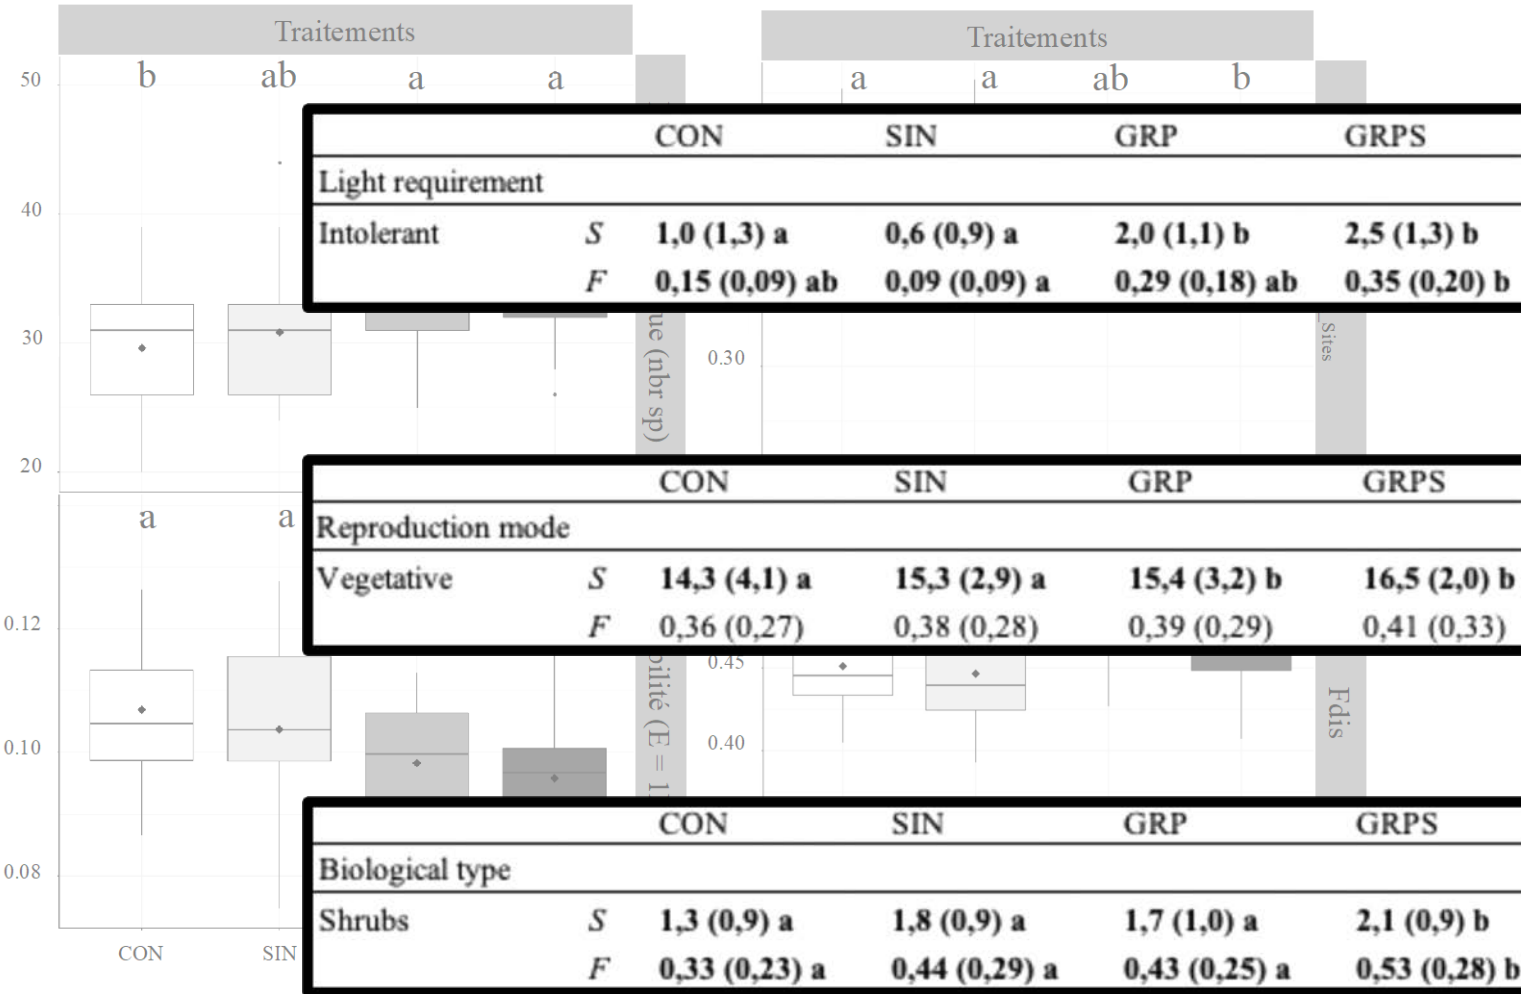 Traitements
Traitements
b ab a a
a a ab b
50
40
30
20
ue (nbr sp)
0.30
_Sites
CON SIN GRP GRPS
Light requirement
Intolerant S 1,0 (1,3) a 0,6 (0,9) a 2,0 (1,1) b 2,5 (1,3) b
F 0,15 (0,09) ab 0,09 (0,09) a 0,29 (0,18) ab 0,35 (0,20) b
a a
CON SIN GRP GRPS
Reproduction mode
Vegetative S 14,3 (4,1) a 15,3 (2,9) a 15,4 (3,2) b 16,5 (2,0) b
F 0,36 (0,27) 0,38 (0,28) 0,39 (0,29) 0,41 (0,33)
0.12
0.10
0.08
bilité (E = 1
0.45
0.40
Fdis
CON SIN GRP GRPS
Biological type
Shrubs S 1,3 (0,9) a 1,8 (0,9) a 1,7 (1,0) a 2,1 (0,9) b
F 0,33 (0,23) a 0,44 (0,29) a 0,43 (0,25) a 0,53 (0,28) b
CON SIN